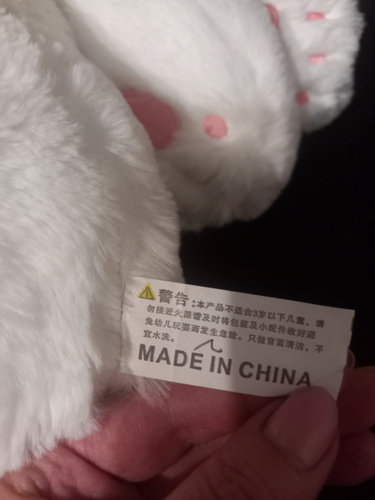 警告:本产品不适合3岁以下儿童,请
勿接近火源请及时将包装及小配件收好避
免幼儿玩耍而发生危险。只做背面清洁,不
宜水洗。
MADE IN CHINA